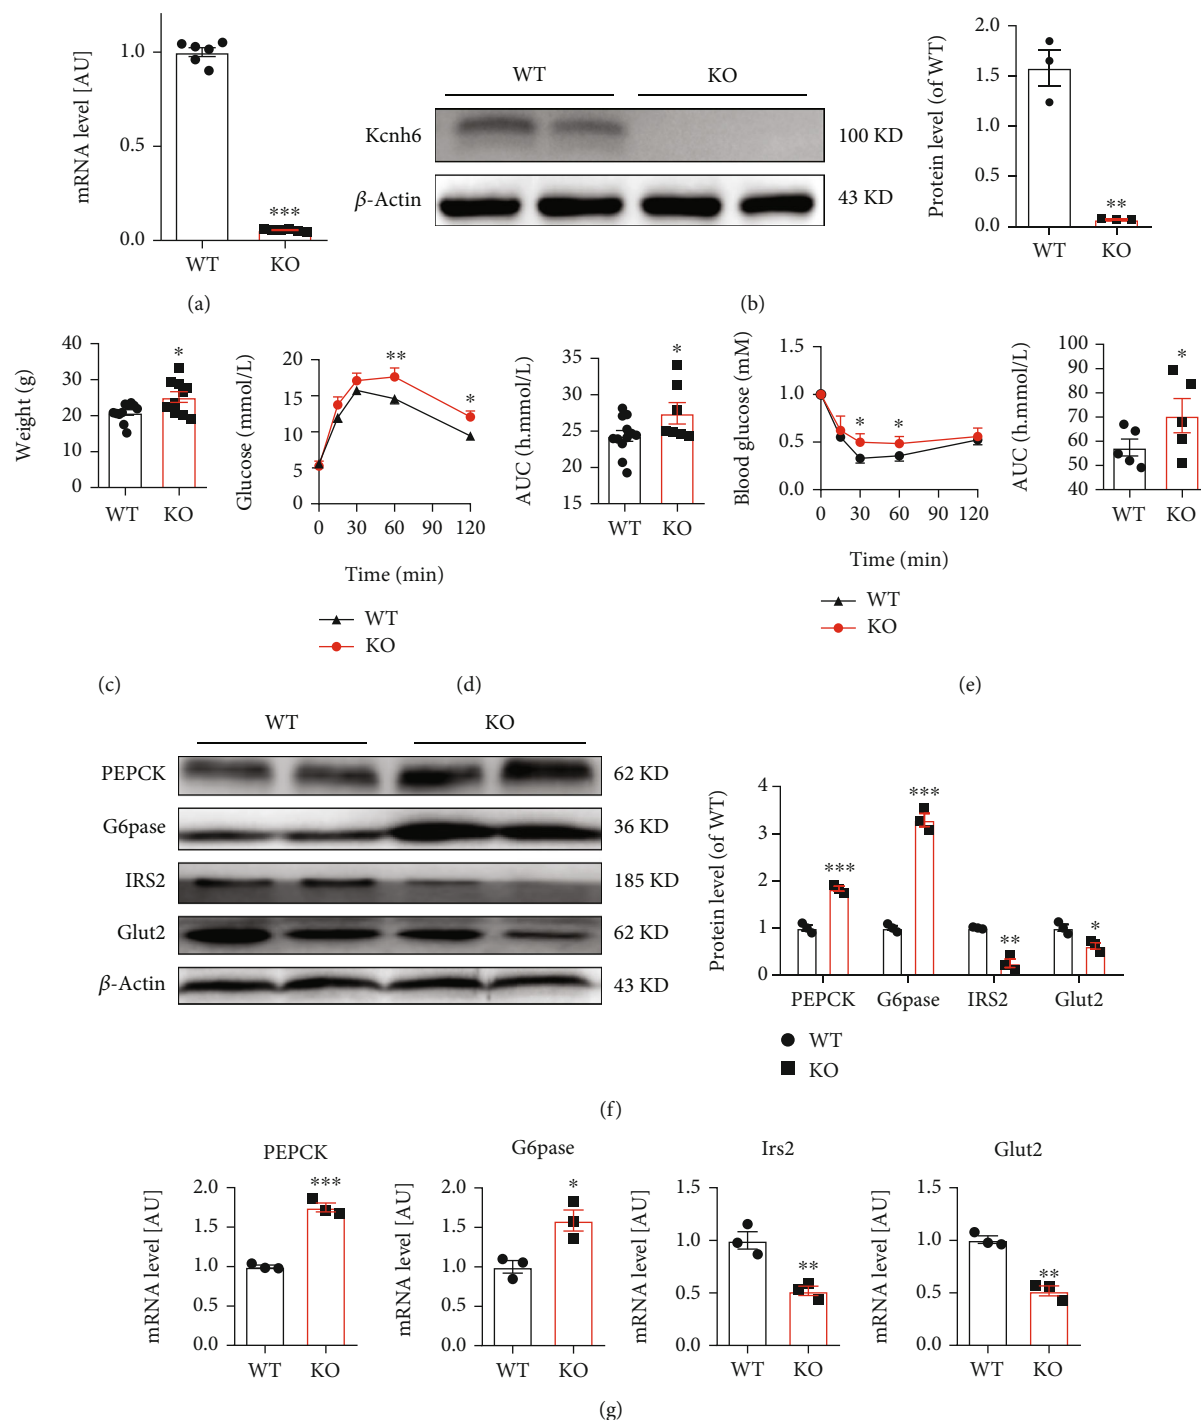 mRNA level [AU]
1.0
0.5
0.0
***
WT
KO
(a)
WT
KO
Kcnh6
100 KD
β-Actin
43 KD
Protein level (of WT)
2.0
1.5
1.0
0.5
0.0
**
WT
KO
(b)
Weight (g)
40
30
20
10
0
*
WT
KO
(c)
Glucose (mmol/L)
20
15
10
5
0
**
*
0
30
60
90
120
Time (min)
WT
KO
AUC (h.mmol/L)
35
30
25
20
15
*
WT
KO
(d)
Blood glucose (mM)
1.5
1.0
0.5
0.0
*
*
0
30
60
90
120
Time (min)
WT
KO
AUC (h.mmol/L)
90
80
70
60
50
40
*
WT
KO
(e)
WT
KO
PEPCK
62 KD
G6pase
36 KD
IRS2
185 KD
Glut2
62 KD
β-Actin
43 KD
Protein level (of WT)
4
3
2
1
0
***
***
**
*
PEPCK
G6pase
IRS2
Glut2
WT
KO
(f)
PEPCK
mRNA level [AU]
2.0
1.5
1.0
0.5
0.0
***
WT
KO
G6pase
mRNA level [AU]
2.0
1.5
1.0
0.5
0.0
*
WT
KO
Irs2
mRNA level [AU]
1.5
1.0
0.5
0.0
**
WT
KO
Glut2
mRNA level [AU]
1.5
1.0
0.5
0.0
**
WT
KO
(g)